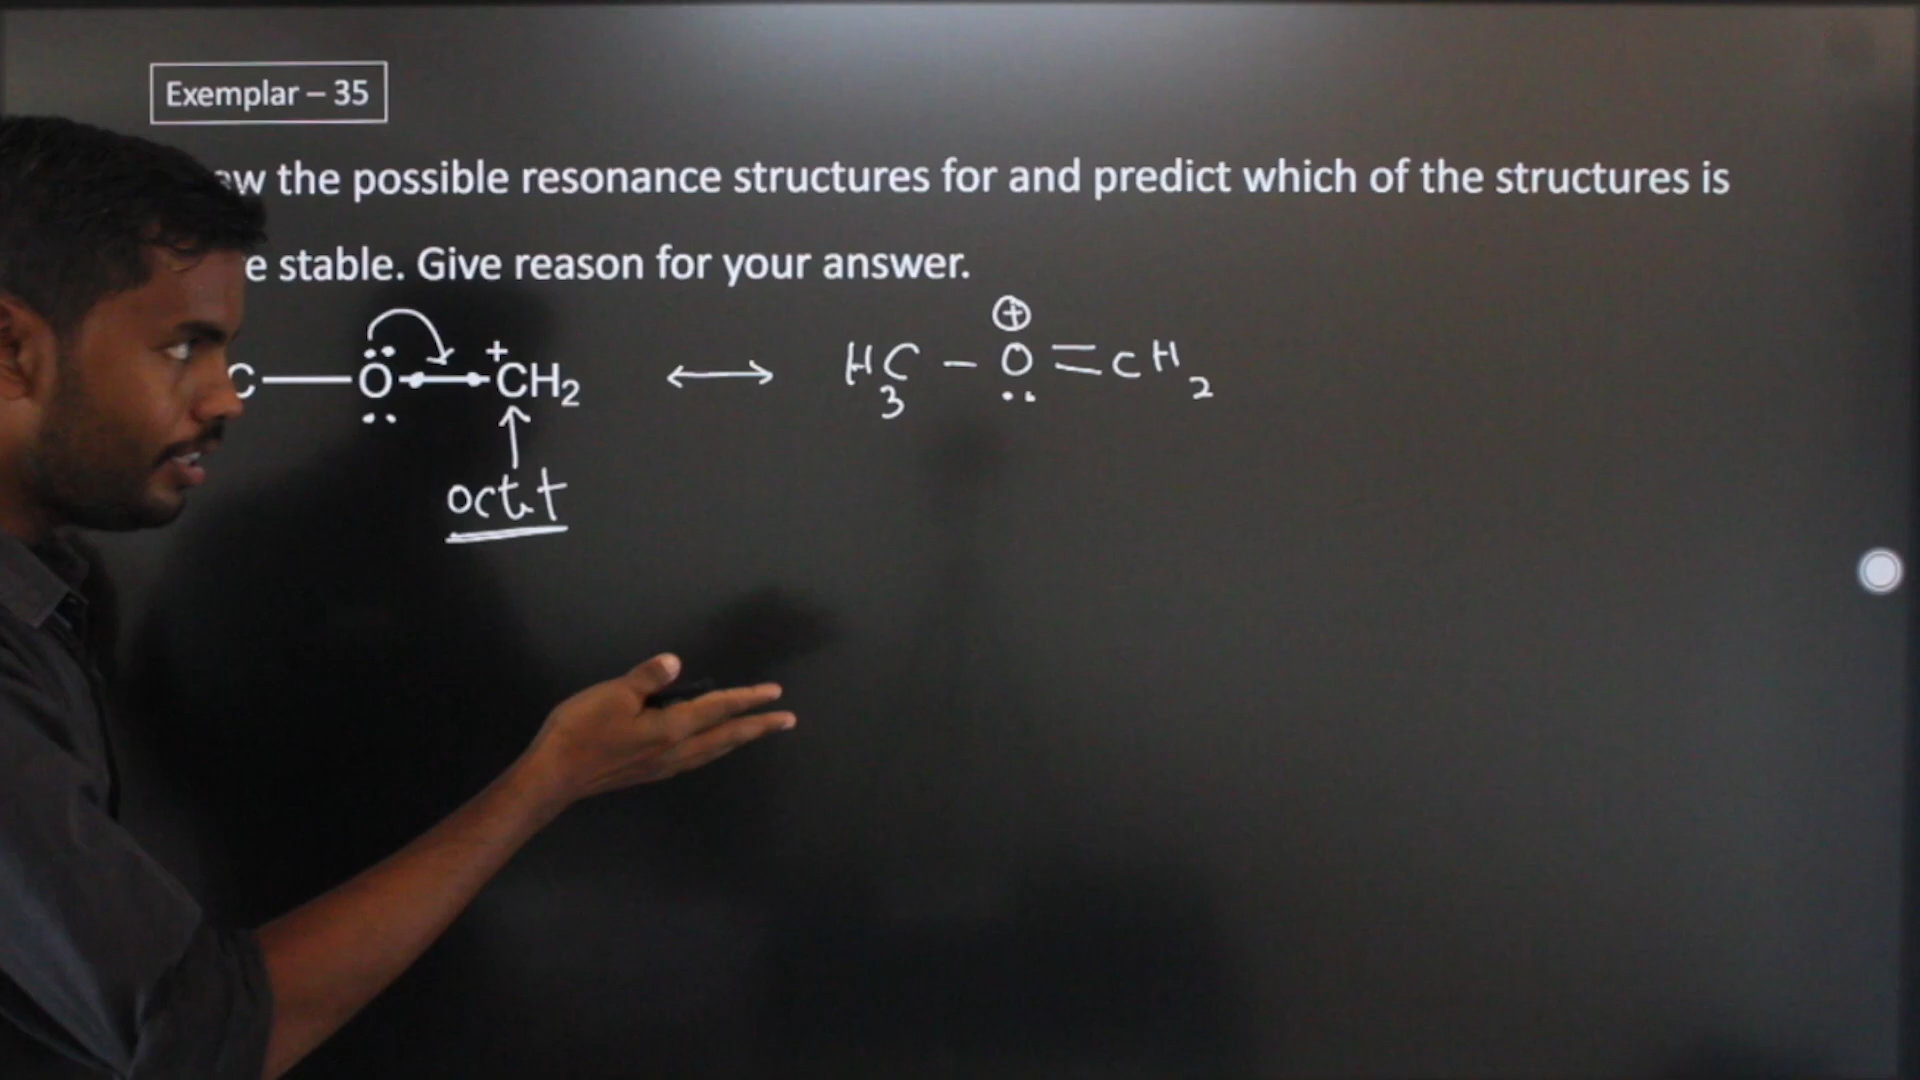 Exemplar – 35
the possible resonance structures for and predict which of the structures is
stable. Give reason for your answer.
C — O — +CH2 ⟷ H3C – O⊕ = CH2
octet